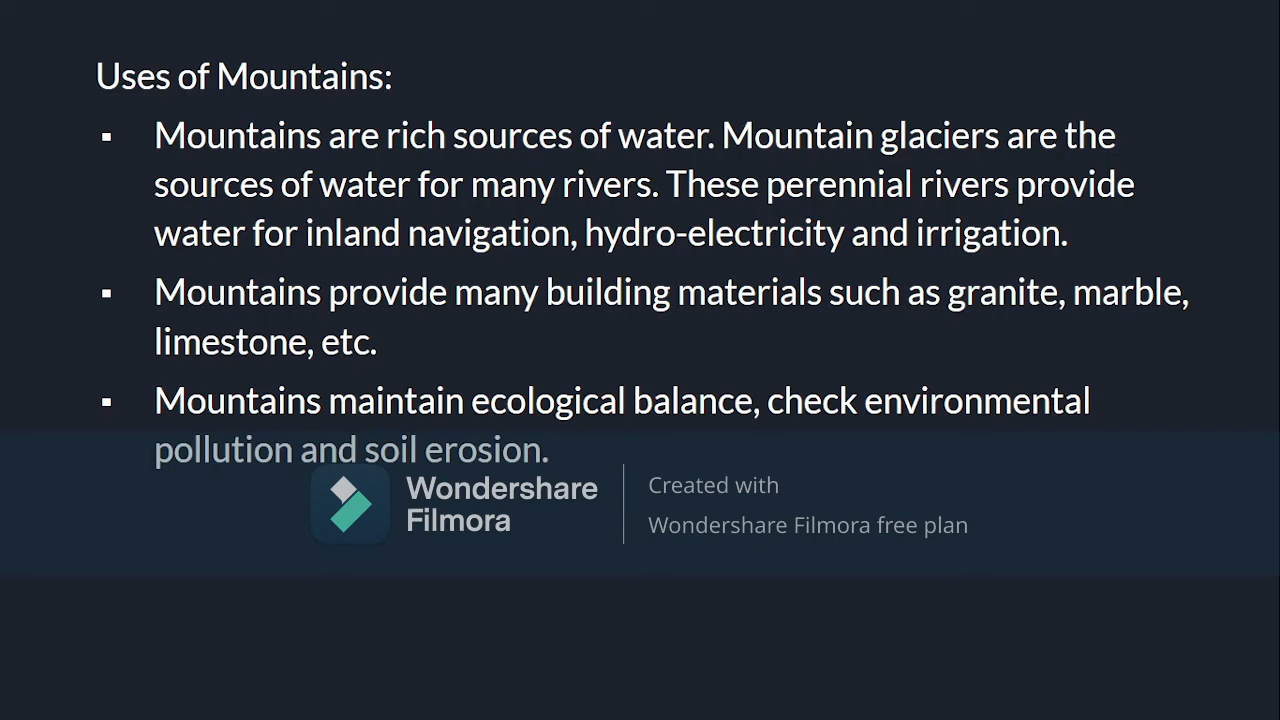 Uses of Mountains:
▪ Mountains are rich sources of water. Mountain glaciers are the
sources of water for many rivers. These perennial rivers provide
water for inland navigation, hydro-electricity and irrigation.
▪ Mountains provide many building materials such as granite, marble,
limestone, etc.
▪ Mountains maintain ecological balance, check environmental
pollution and soil erosion.
Wondershare
Filmora
Created with
Wondershare Filmora free plan